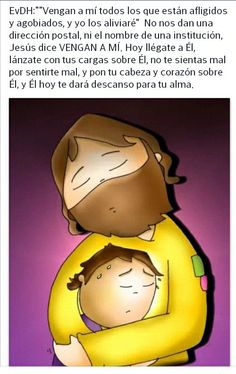 EvDH:""Vengan a mí todos los que están afligidos
y agobiados, y yo los aliviaré"  No nos dan una
dirección postal, ni el nombre de una institución,
Jesús dice VENGAN A MÍ, Hoy llégate a Él,
lánzate con tus cargas sobre Él, no te sientas mal
por sentirte mal, y pon tu cabeza y corazón sobre
Él, y Él hoy te dará descanso para tu alma.